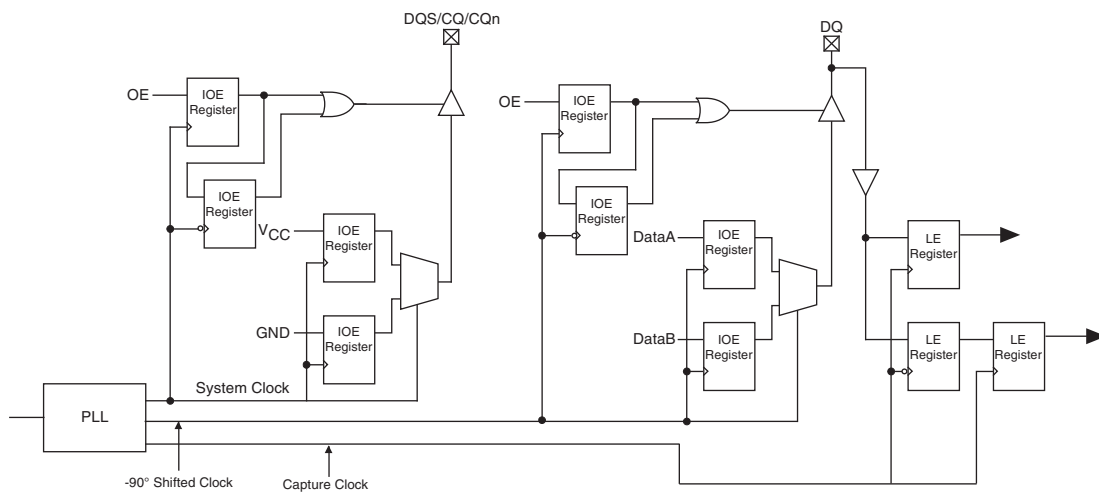 DQS/CQ/CQn
DQ
OE
IOE
Register
OE
IOE
Register
IOE
Register
IOE
Register
VCC
IOE
Register
DataA
IOE
Register
LE
Register
GND
IOE
Register
DataB
IOE
Register
LE
Register
LE
Register
System Clock
PLL
-90° Shifted Clock
Capture Clock